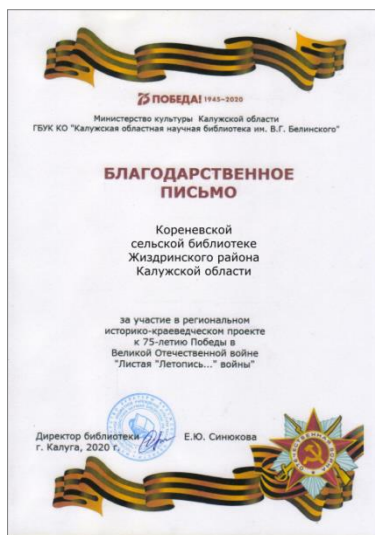 75 ПОБЕДА! 1945–2020
Министерство культуры Калужской области
ГБУК КО "Калужская областная научная библиотека им. В.Г. Белинского"
БЛАГОДАРСТВЕННОЕ
ПИСЬМО
Кореневской
сельской библиотеке
Жиздринского района
Калужской области
за участие в региональном
историко-краеведческом проекте
к 75-летию Победы в
Великой Отечественной войне
"Листая "Летопись..." войны"
Директор библиотеки Е.Ю. Синюкова
г. Калуга, 2020 г.
ОТЕЧЕСТВЕННАЯ ВОЙНА